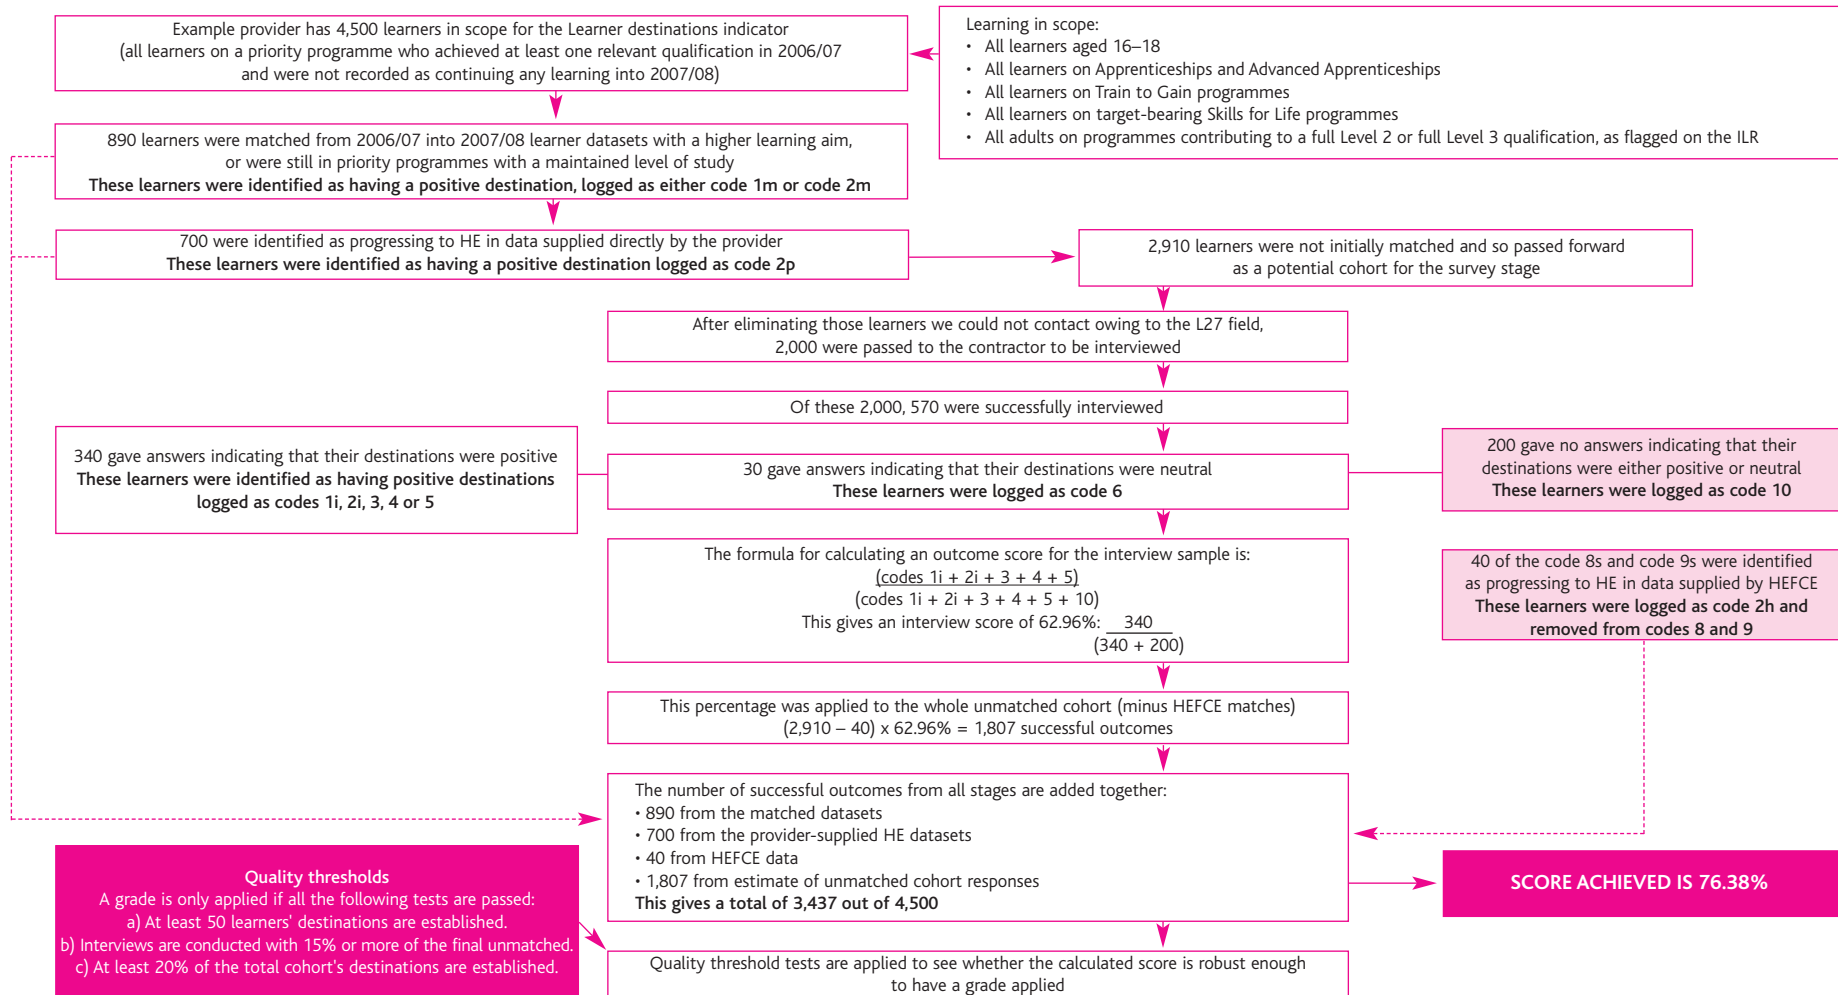 Example provider has 4,500 learners in scope for the Learner destinations indicator
(all learners on a priority programme who achieved at least one relevant qualification in 2006/07
and were not recorded as continuing any learning into 2007/08)
Learning in scope:
• All learners aged 16–18
• All learners on Apprenticeships and Advanced Apprenticeships
• All learners on Train to Gain programmes
• All learners on target-bearing Skills for Life programmes
• All adults on programmes contributing to a full Level 2 or full Level 3 qualification, as flagged on the ILR
890 learners were matched from 2006/07 into 2007/08 learner datasets with a higher learning aim,
or were still in priority programmes with a maintained level of study
These learners were identified as having a positive destination, logged as either code 1m or code 2m
700 were identified as progressing to HE in data supplied directly by the provider
These learners were identified as having a positive destination logged as code 2p
2,910 learners were not initially matched and so passed forward
as a potential cohort for the survey stage
After eliminating those learners we could not contact owing to the L27 field,
2,000 were passed to the contractor to be interviewed
Of these 2,000, 570 were successfully interviewed
340 gave answers indicating that their destinations were positive
These learners were identified as having positive destinations
logged as codes 1i, 2i, 3, 4 or 5
30 gave answers indicating that their destinations were neutral
These learners were logged as code 6
200 gave no answers indicating that their
destinations were either positive or neutral
These learners were logged as code 10
The formula for calculating an outcome score for the interview sample is:
(codes 1i + 2i + 3 + 4 + 5)
(codes 1i + 2i + 3 + 4 + 5 + 10)
This gives an interview score of 62.96%: 340
(340 + 200)
40 of the code 8s and code 9s were identified
as progressing to HE in data supplied by HEFCE
These learners were logged as code 2h and
removed from codes 8 and 9
This percentage was applied to the whole unmatched cohort (minus HEFCE matches)
(2,910 – 40) x 62.96% = 1,807 successful outcomes
The number of successful outcomes from all stages are added together:
• 890 from the matched datasets
• 700 from the provider-supplied HE datasets
• 40 from HEFCE data
• 1,807 from estimate of unmatched cohort responses
This gives a total of 3,437 out of 4,500
SCORE ACHIEVED IS 76.38%
Quality thresholds
A grade is only applied if all the following tests are passed:
a) At least 50 learners' destinations are established.
b) Interviews are conducted with 15% or more of the final unmatched.
c) At least 20% of the total cohort's destinations are established.
Quality threshold tests are applied to see whether the calculated score is robust enough
to have a grade applied